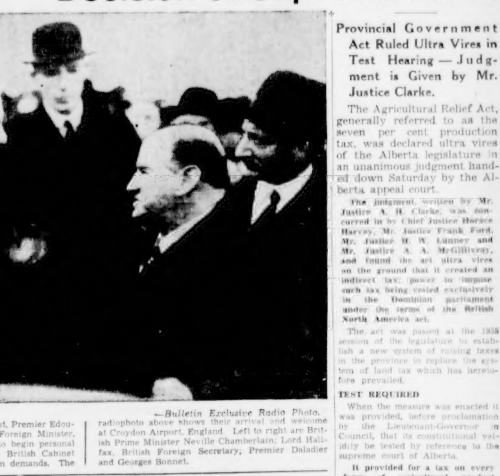 Provincial Government
Act Ruled Ultra Vires in
Test Hearing — Judg-
ment is Given by Mr.
Justice Clarke.
The Agricultural Relief Act,
generally referred to as the
seven per cent production
tax, was declared ultra vires
of the Alberta legislature in
an unanimous judgment hand-
ed down Saturday by the Al-
berta appeal court.
The judgment, written by Mr.
Justice A. H. Clarke, was con-
curred in by Chief Justice Horace
Harvey, Mr. Justice Frank Ford,
Mr. Justice H. W. Lunney and
Mr. Justice A. A. McGillivray,
and found the act ultra vires
on the ground that it created an
indirect tax; power to impose
such tax being vested exclusively
in the Dominion parliament
under the terms of the British
North America act.
The act was passed at the 1938
session of the legislature to estab-
lish a new system of raising taxes
in the province to replace the sys-
tem of land tax which has hereto-
fore prevailed.
TEST REQUIRED
When the measure was enacted it
was provided, before proclamation
by the Lieutenant-Governor in
Council, that its constitutional val-
idity be tested by reference to the
supreme court of Alberta.
It provided for a tax on every
—Bulletin Exclusive Radio Photo.
t, Premier Edou-
Foreign Minister,
o begin personal
British Cabinet
n demands. The
radiophoto above shows their arrival and welcome
at Croydon Airport, England. Left to right are Brit-
ish Prime Minister Neville Chamberlain; Lord Hali-
fax, British Foreign Secretary; Premier Daladier
and Georges Bonnet.